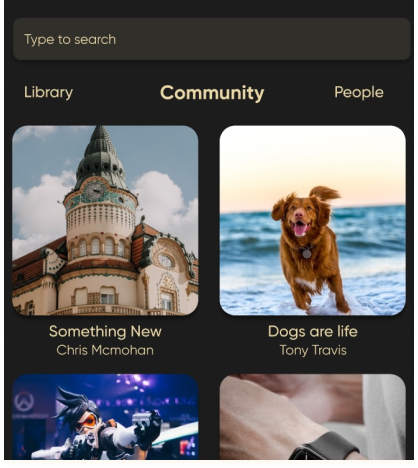 Type to search
Library
Community
People
Something New
Chris Mcmohan
Dogs are life
Tony Travis